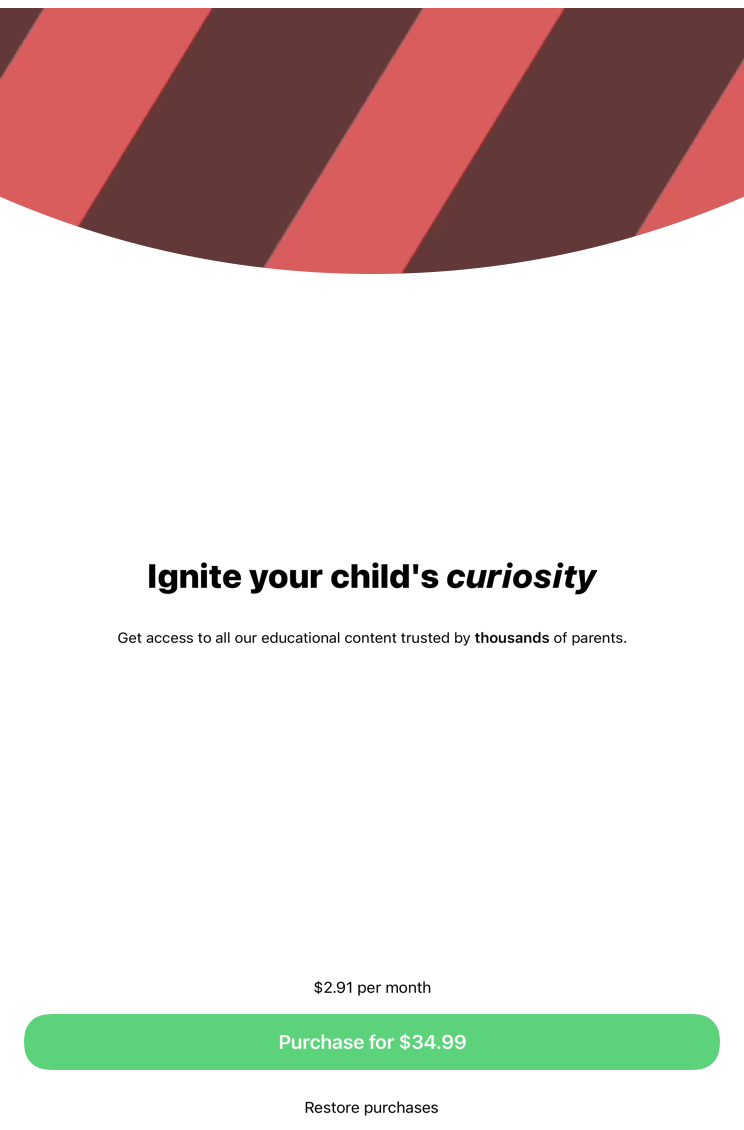 Ignite your child's curiosity
Get access to all our educational content trusted by thousands of parents.
$2.91 per month
Purchase for $34.99
Restore purchases